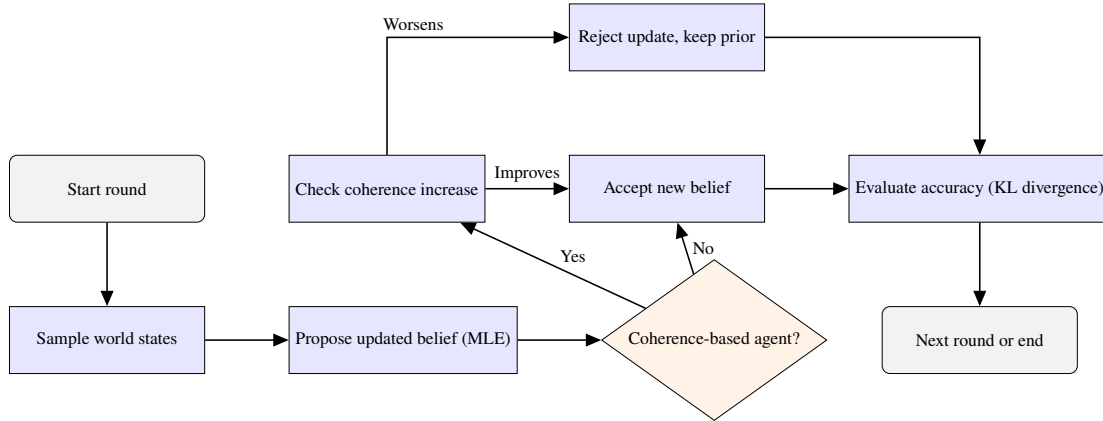 Worsens
Reject update, keep prior
Start round
Check coherence increase
Improves
Accept new belief
Evaluate accuracy (KL divergence)
Yes
No
Sample world states
Propose updated belief (MLE)
Coherence-based agent?
Next round or end